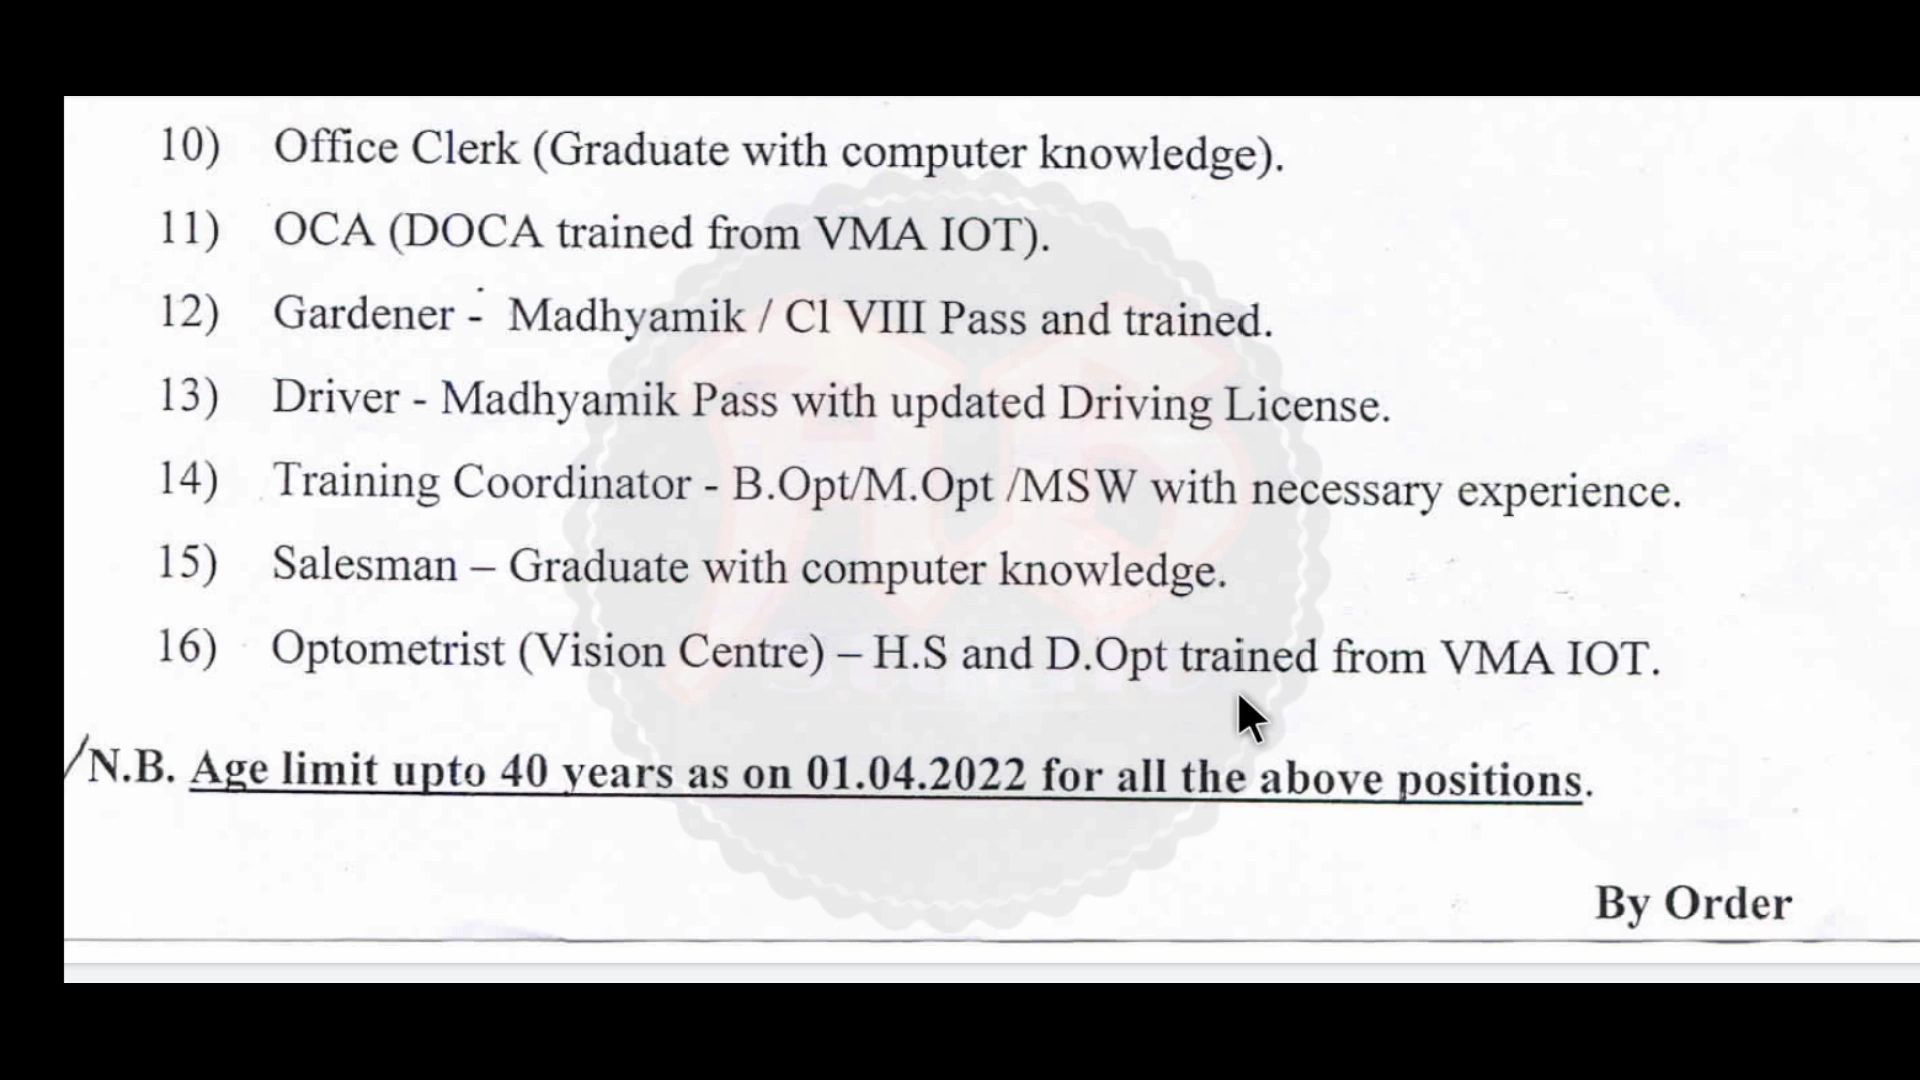 10) Office Clerk (Graduate with computer knowledge).
11) OCA (DOCA trained from VMA IOT).
12) Gardener - Madhyamik / Cl VIII Pass and trained.
13) Driver - Madhyamik Pass with updated Driving License.
14) Training Coordinator - B.Opt/M.Opt /MSW with necessary experience.
15) Salesman – Graduate with computer knowledge.
16) Optometrist (Vision Centre) – H.S and D.Opt trained from VMA IOT.
N.B. Age limit upto 40 years as on 01.04.2022 for all the above positions.
By Order